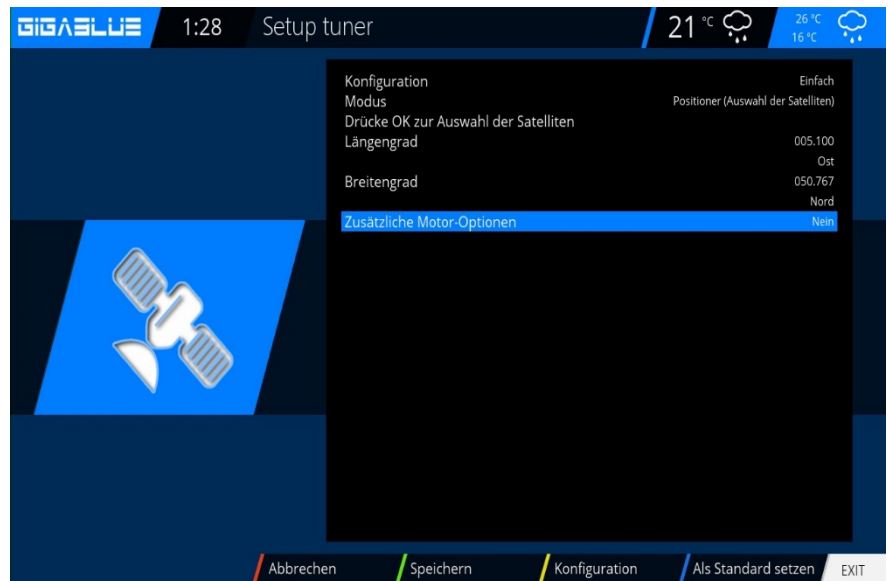 GIGABLUE 1:28 Setup tuner 21 °C 26 °C
16 °C
Konfiguration Einfach
Modus Positioner (Auswahl der Satelliten)
Drücke OK zur Auswahl der Satelliten
Längengrad 005.100
Ost
Breitengrad 050.767
Nord
Zusätzliche Motor-Optionen Nein
Abbrechen Speichern Konfiguration Als Standard setzen EXIT